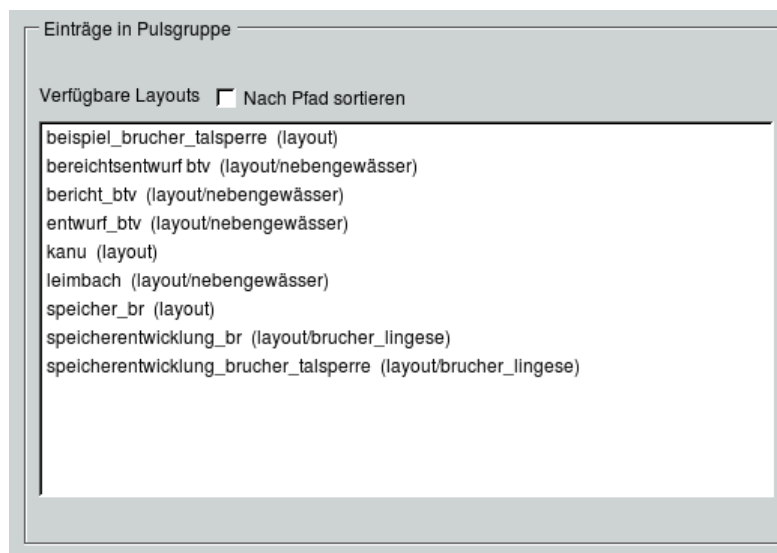 Einträge in Pulsgruppe
Verfügbare Layouts Nach Pfad sortieren
beispiel_brucher_talsperre (layout)
bereichtsentwurf btv (layout/nebengewässer)
bericht_btv (layout/nebengewässer)
entwurf_btv (layout/nebengewässer)
kanu (layout)
leimbach (layout/nebengewässer)
speicher_br (layout)
speicherentwicklung_br (layout/brucher_lingese)
speicherentwicklung_brucher_talsperre (layout/brucher_lingese)